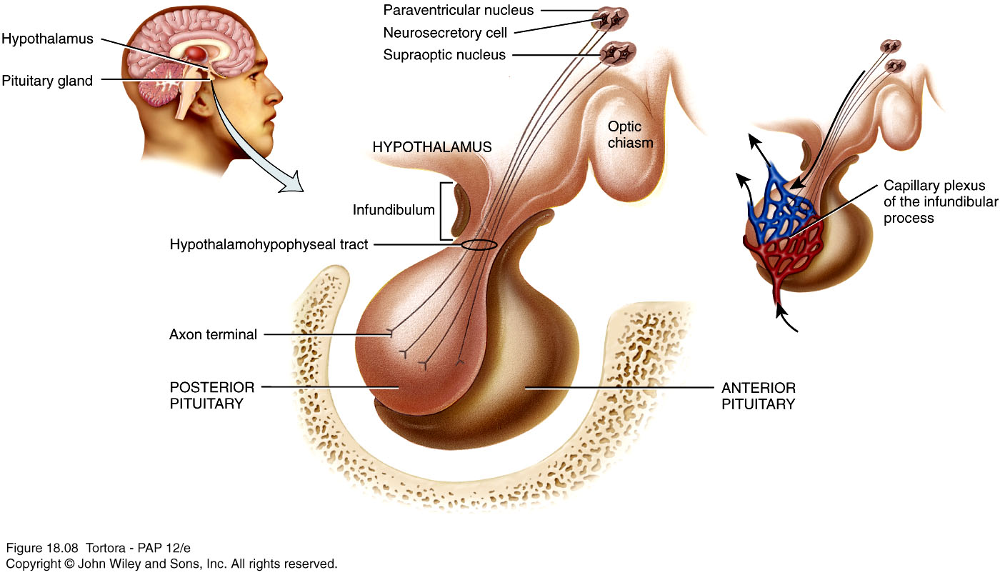 Hypothalamus
Pituitary gland
Paraventricular nucleus
Neurosecretory cell
Supraoptic nucleus
Optic
chiasm
HYPOTHALAMUS
Infundibulum
Hypothalamohypophyseal tract
Capillary plexus
of the infundibular
process
Axon terminal
POSTERIOR
PITUITARY
ANTERIOR
PITUITARY
Figure 18.08 Tortora - PAP 12/e
Copyright © John Wiley and Sons, Inc. All rights reserved.